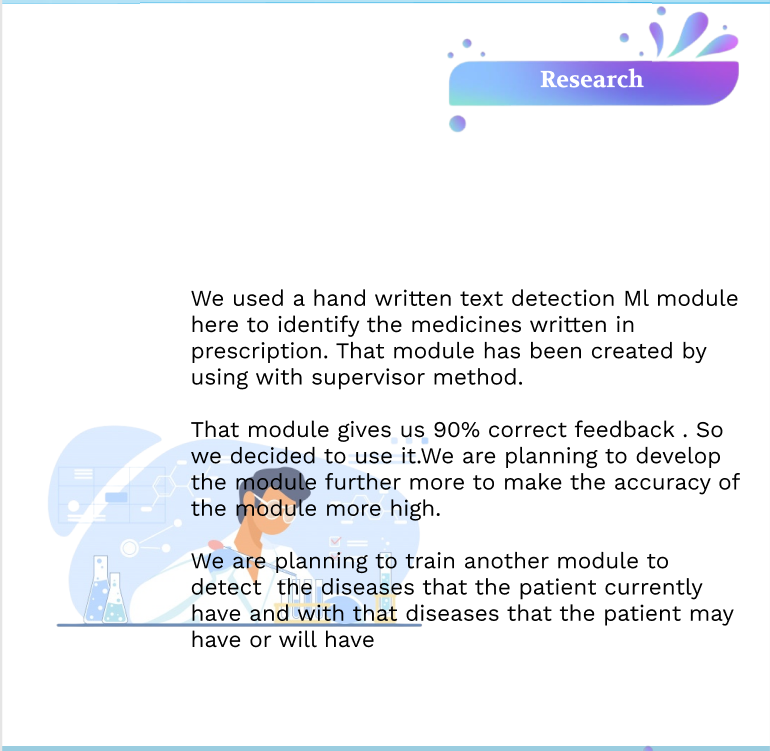 Research
We used a hand written text detection Ml module
here to identify the medicines written in
prescription. That module has been created by
using with supervisor method.
That module gives us 90% correct feedback . So
we decided to use it.We are planning to develop
the module further more to make the accuracy of
the module more high.
We are planning to train another module to
detect  the diseases that the patient currently
have and with that diseases that the patient may
have or will have